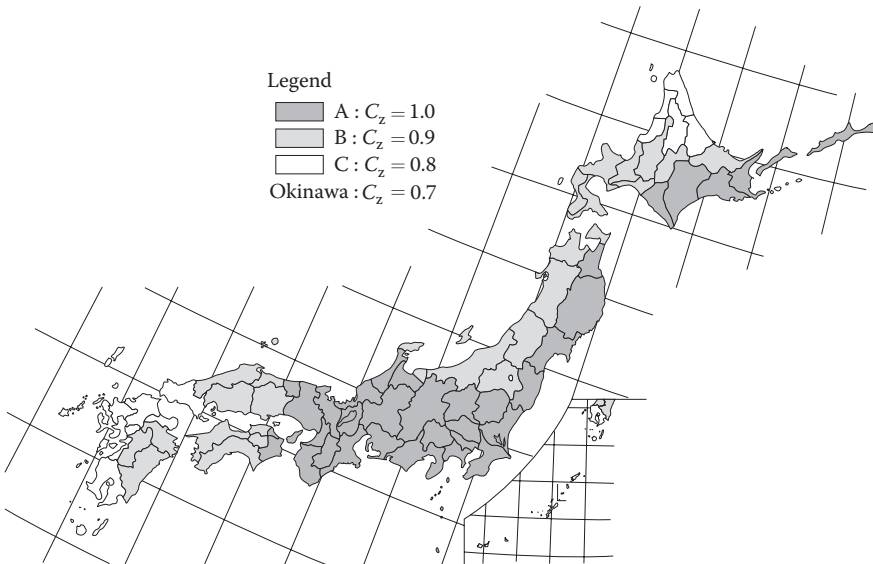 Legend
A : C_z = 1.0
B : C_z = 0.9
C : C_z = 0.8
Okinawa : C_z = 0.7